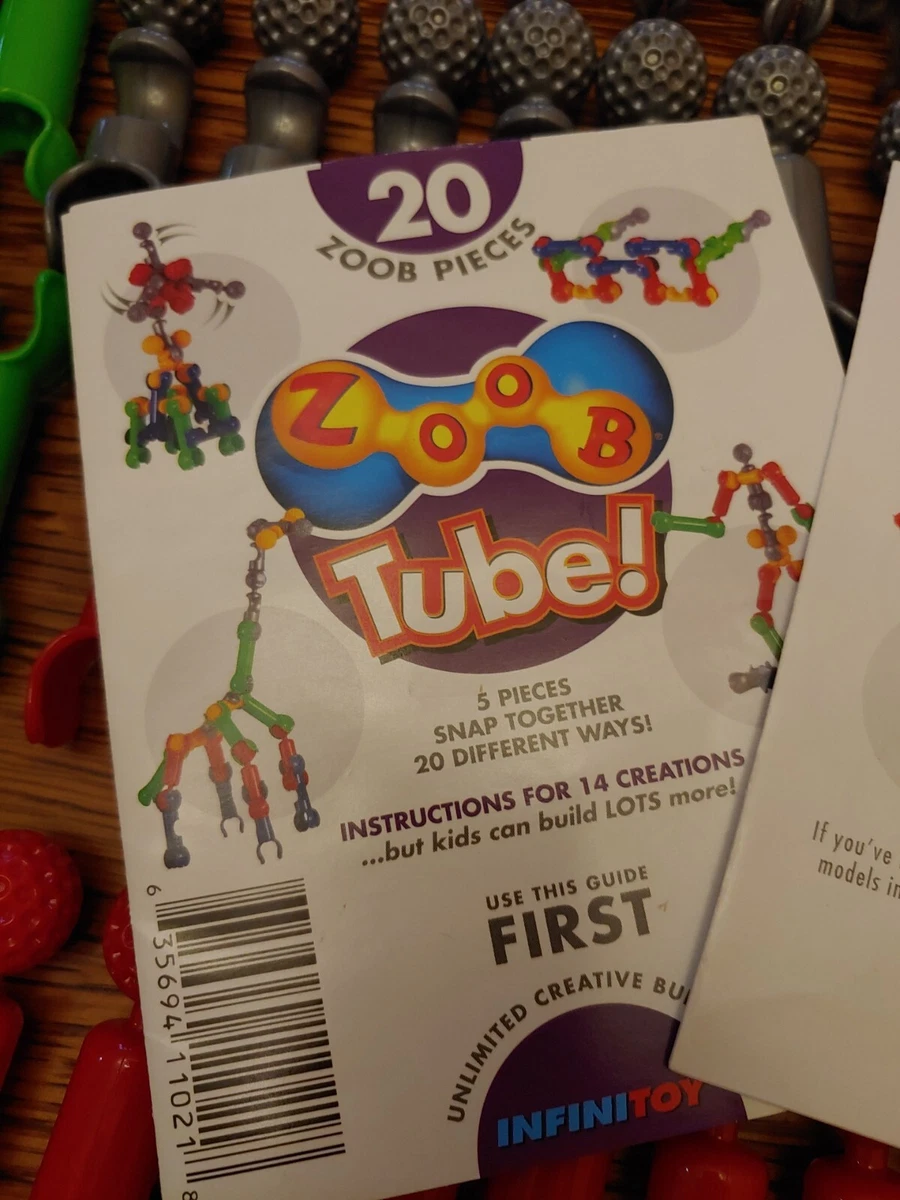 20
ZOOB PIECES
ZOOB®
Tube!
5 PIECES
SNAP TOGETHER
20 DIFFERENT WAYS!
INSTRUCTIONS FOR 14 CREATIONS
...but kids can build LOTS more!
USE THIS GUIDE
FIRST
UNLIMITED CREATIVE BU
INFINITOY
6 35694 11021 8
If you've
models in